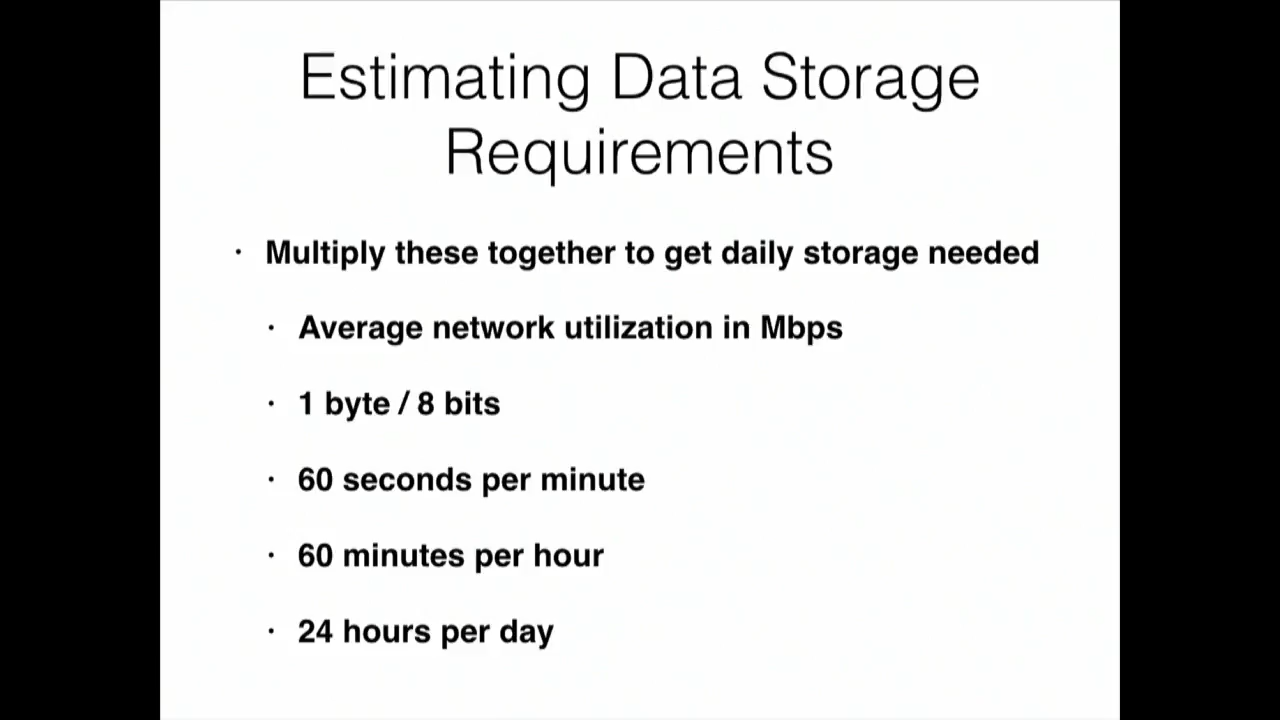 Estimating Data Storage
Requirements
· Multiply these together to get daily storage needed
· Average network utilization in Mbps
· 1 byte / 8 bits
· 60 seconds per minute
· 60 minutes per hour
· 24 hours per day